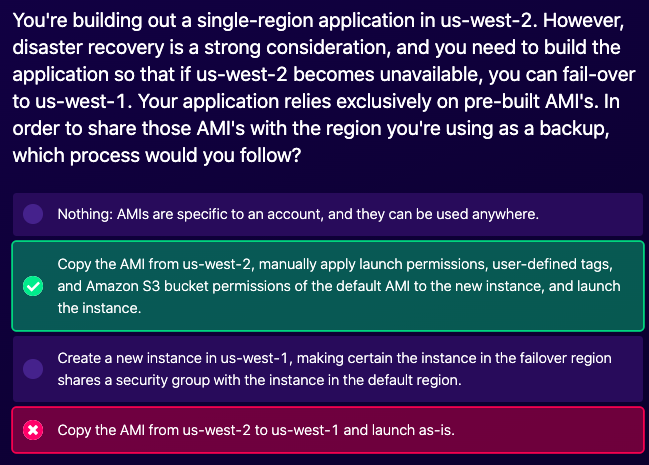 You're building out a single-region application in us-west-2. However,
disaster recovery is a strong consideration, and you need to build the
application so that if us-west-2 becomes unavailable, you can fail-over
to us-west-1. Your application relies exclusively on pre-built AMI's. In
order to share those AMI's with the region you're using as a backup,
which process would you follow?
Nothing: AMIs are specific to an account, and they can be used anywhere.
Copy the AMI from us-west-2, manually apply launch permissions, user-defined tags,
and Amazon S3 bucket permissions of the default AMI to the new instance, and launch
the instance.
Create a new instance in us-west-1, making certain the instance in the failover region
shares a security group with the instance in the default region.
Copy the AMI from us-west-2 to us-west-1 and launch as-is.